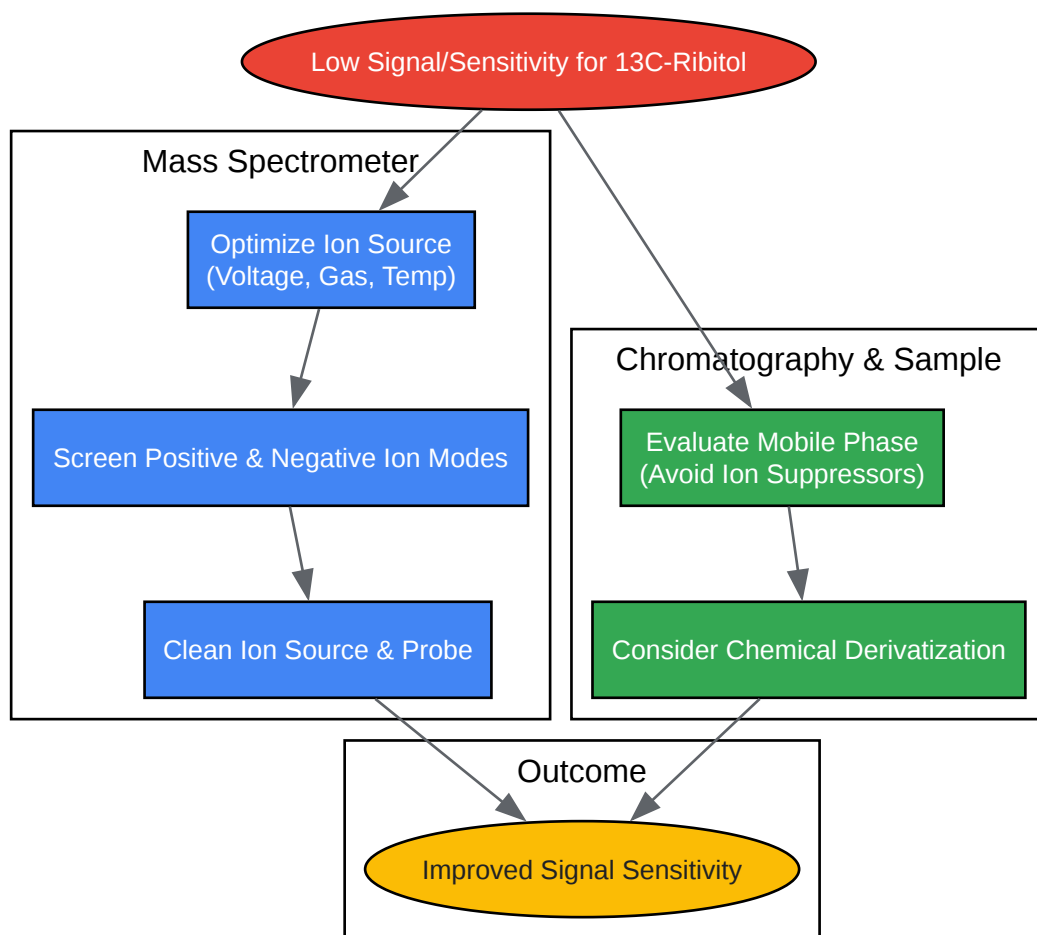 Low Signal/Sensitivity for 13C-Ribitol
Mass Spectrometer
Optimize Ion Source
(Voltage, Gas, Temp)
Screen Positive & Negative Ion Modes
Clean Ion Source & Probe
Chromatography & Sample
Evaluate Mobile Phase
(Avoid Ion Suppressors)
Consider Chemical Derivatization
Outcome
Improved Signal Sensitivity